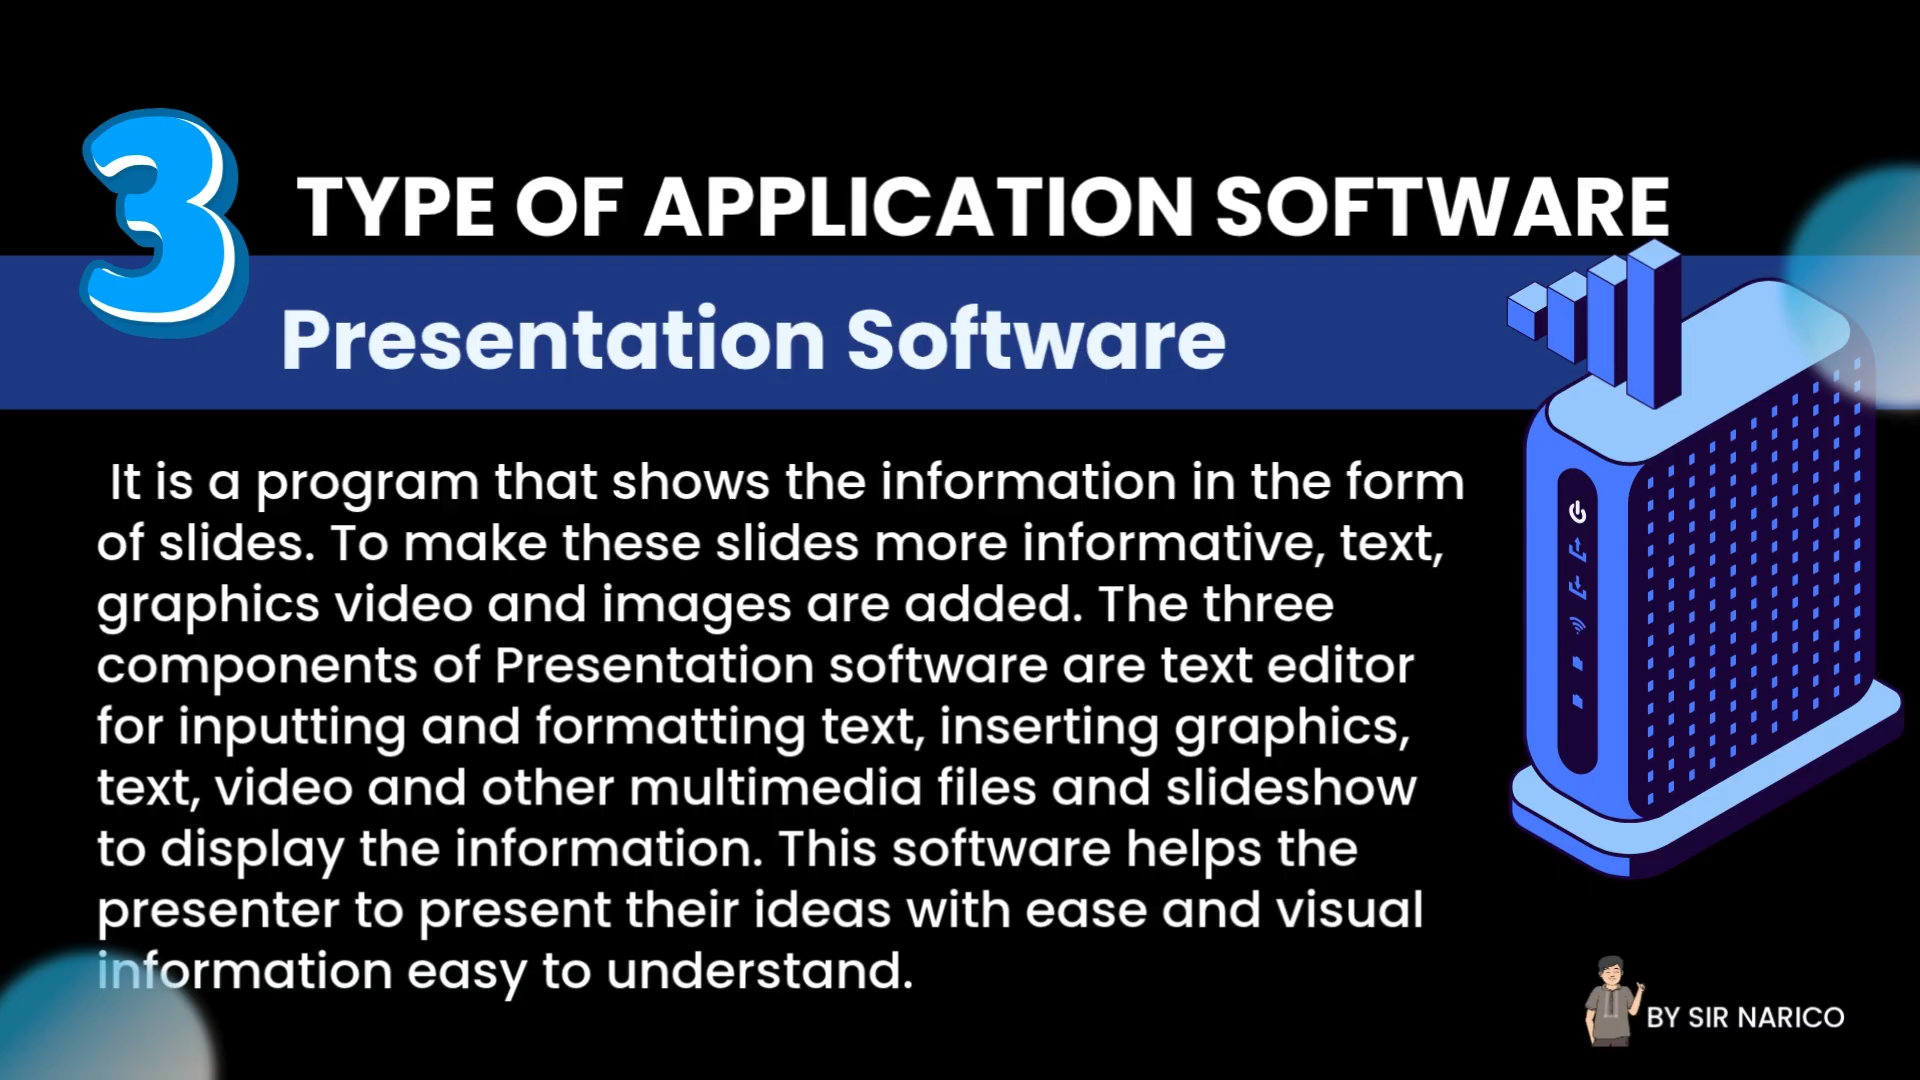 3
TYPE OF APPLICATION SOFTWARE
Presentation Software
It is a program that shows the information in the form
of slides. To make these slides more informative, text,
graphics video and images are added. The three
components of Presentation software are text editor
for inputting and formatting text, inserting graphics,
text, video and other multimedia files and slideshow
to display the information. This software helps the
presenter to present their ideas with ease and visual
information easy to understand.
BY SIR NARICO